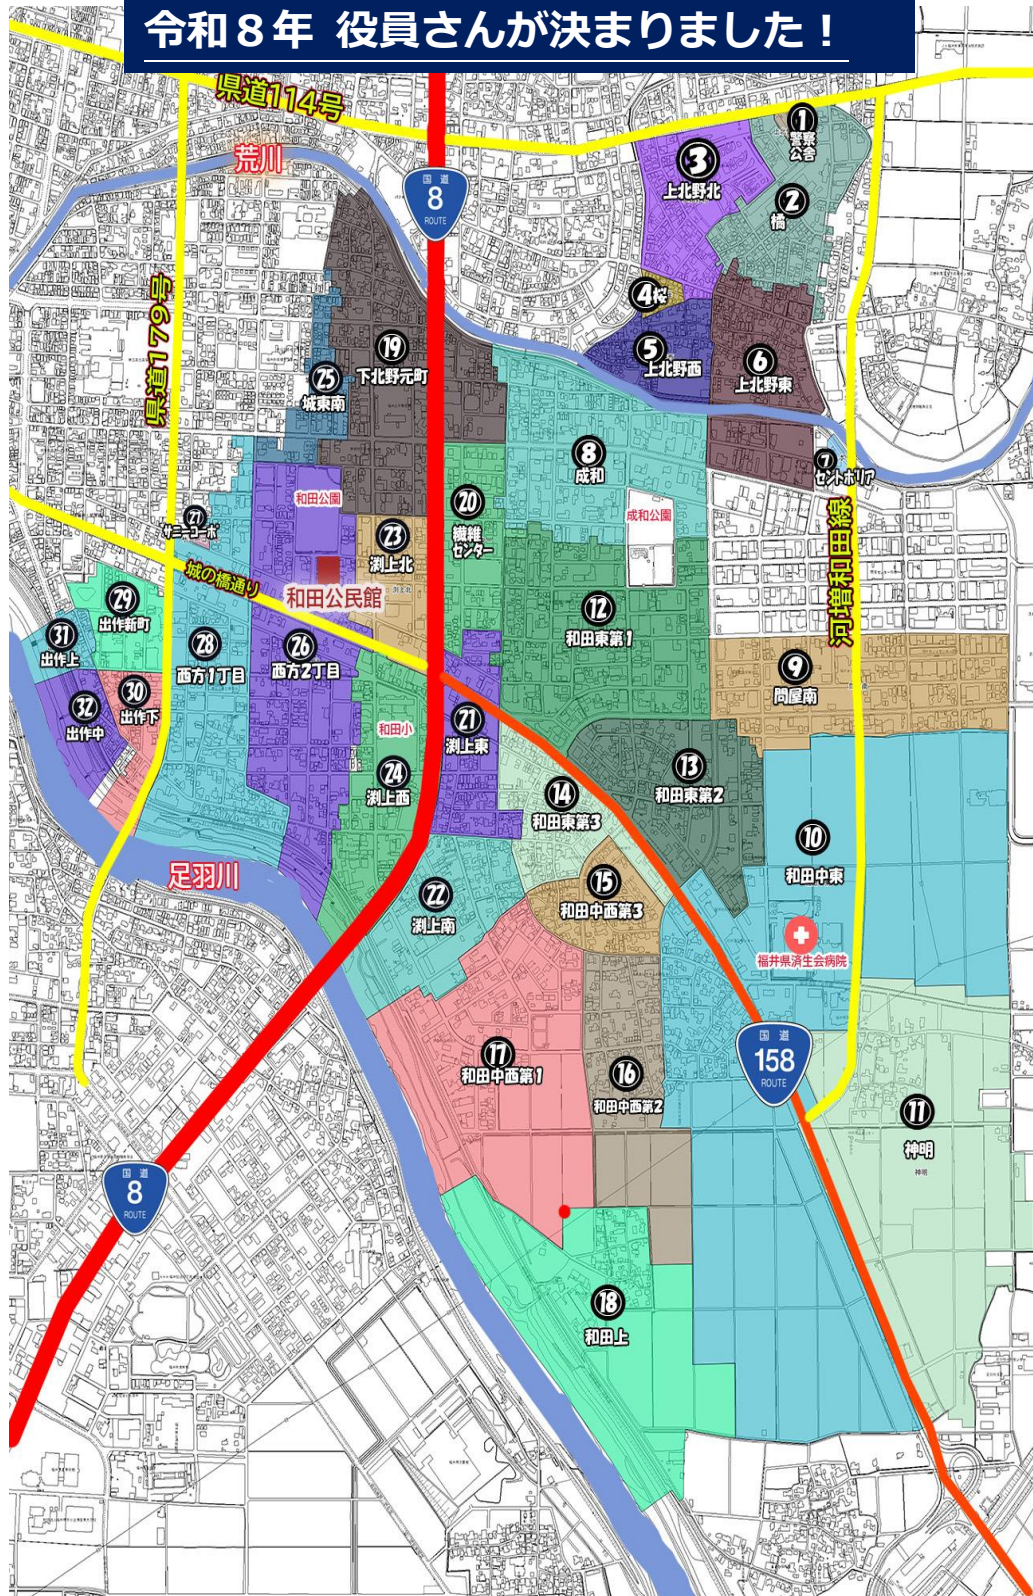 令和８年 役員さんが決まりました！
県道114号
荒川
国道
8
ROUTE
①
警察
公舎
②
橘
③
上北野北
④桜
⑤
上北野西
⑥
上北野東
⑦
セントポリア
県道179号
⑲
下北野元町
㉕
城東南
⑧
成和
成和公園
和田公園
⑳
繊維
センター
㉓
渕上北
渕上北
㉗
サニーコーポ
城の橋通り
和田公民館
河増和田線
⑫
和田東第1
⑨
問屋南
㉙
出作新町
㉛
出作上
㉘
西方1丁目
㉖
西方2丁目
㉚
出作下
㉜
出作中
和田小
㉑
渕上東
㉔
渕上西
⑬
和田東第2
⑭
和田東第3
⑩
和田中東
足羽川
㉒
渕上南
⑮
和田中西第3
福井県済生会病院
⑰
和田中西第1
⑯
和田中西第2
国道
158
ROUTE
⑪
神明
神明
国道
8
ROUTE
⑱
和田上